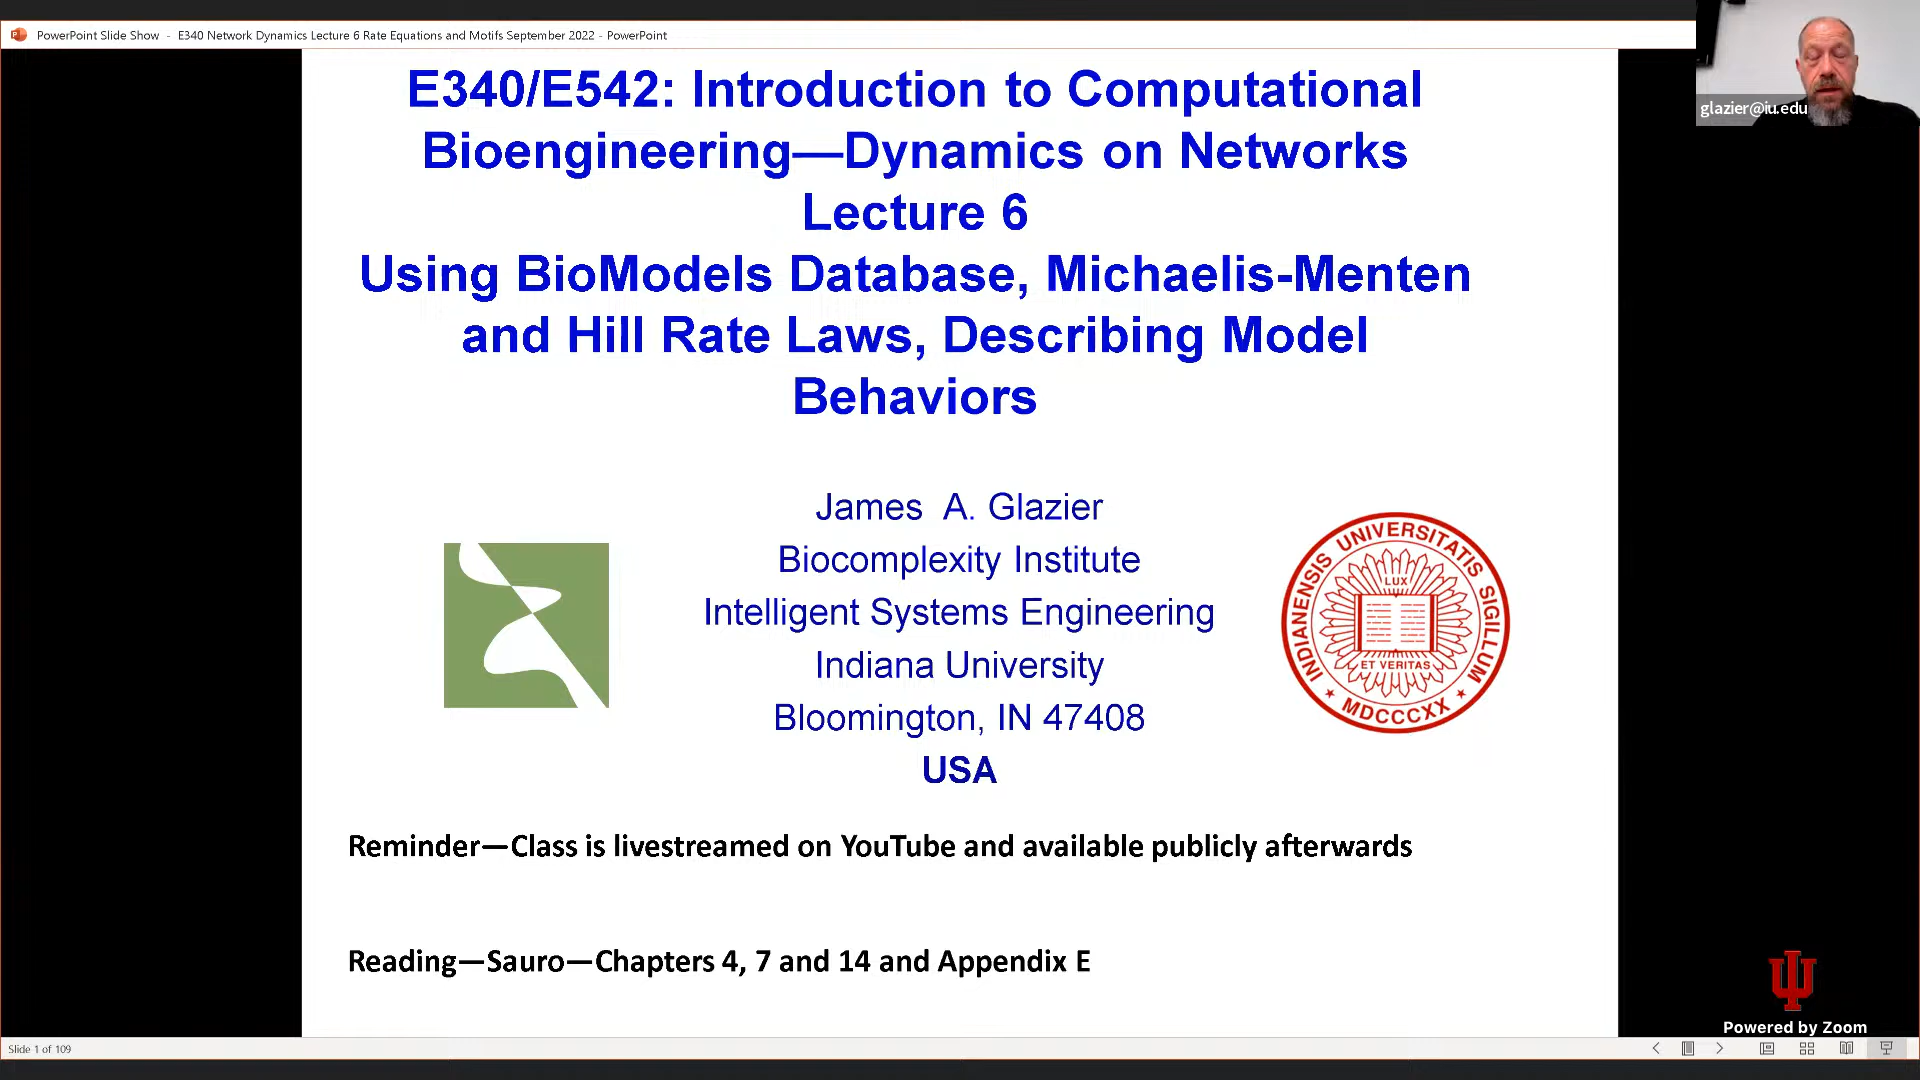 PowerPoint Slide Show - E340 Network Dynamics Lecture 6 Rate Equations and Motifs September 2022 - PowerPoint
glazier@iu.edu
E340/E542: Introduction to Computational
Bioengineering—Dynamics on Networks
Lecture 6
Using BioModels Database, Michaelis-Menten
and Hill Rate Laws, Describing Model
Behaviors
James A. Glazier
Biocomplexity Institute
Intelligent Systems Engineering
Indiana University
Bloomington, IN 47408
USA
INDIANENSIS UNIVERSITATIS SIGILLUM
LUX
ET VERITAS
MDCCCXX
Reminder—Class is livestreamed on YouTube and available publicly afterwards
Reading—Sauro—Chapters 4, 7 and 14 and Appendix E
Powered by Zoom
Slide 1 of 109